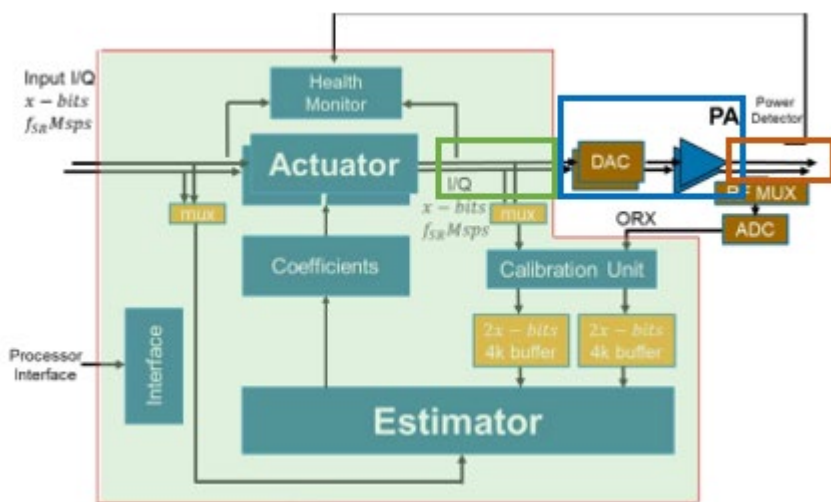 Input I/Q
x - bits
f_SR Msps
Health
Monitor
Power
Detector
PA
Actuator
DAC
I/Q
x - bits
f_SR Msps
mux
mux
RF MUX
ORX
ADC
Coefficients
Calibration Unit
2x - bits
4k buffer
2x - bits
4k buffer
Interface
Processor
Interface
Estimator